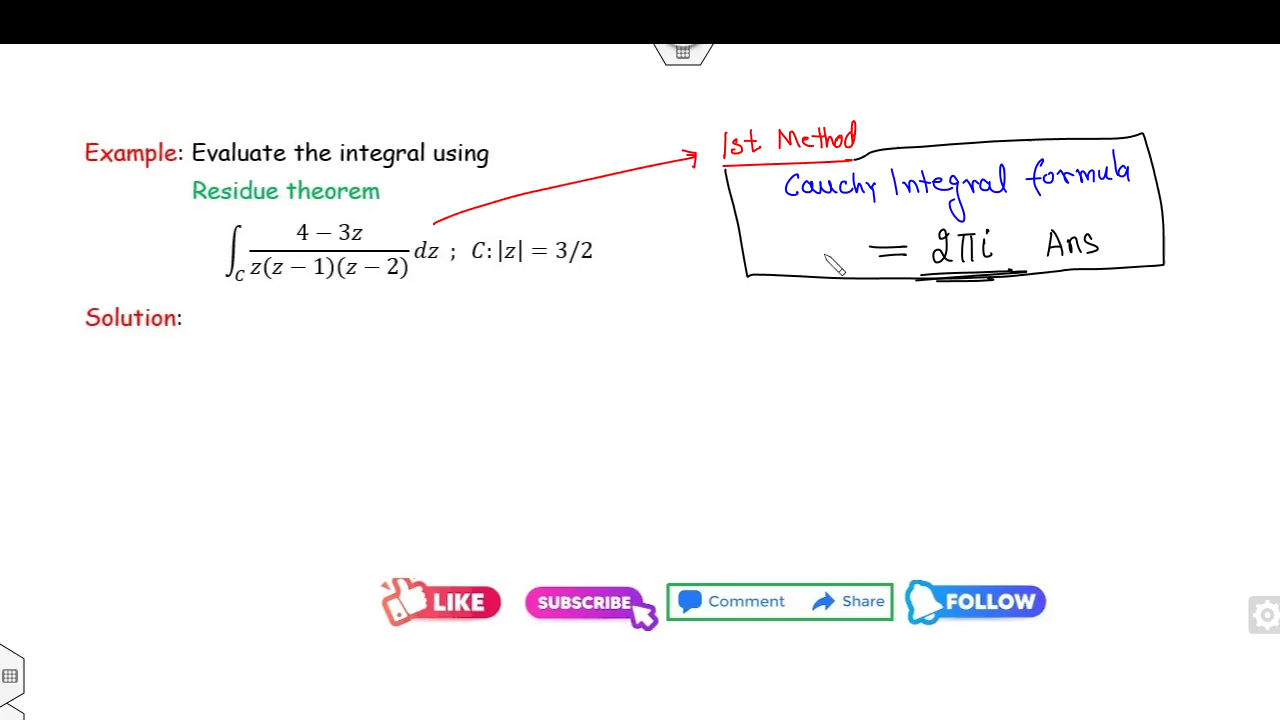 Example: Evaluate the integral using
Residue theorem
∫_C (4 − 3z)/(z(z − 1)(z − 2)) dz ; C: |z| = 3/2
Solution:
1st Method
Cauchy Integral formula
= 2πi Ans
LIKE
SUBSCRIBE
Comment Share
FOLLOW